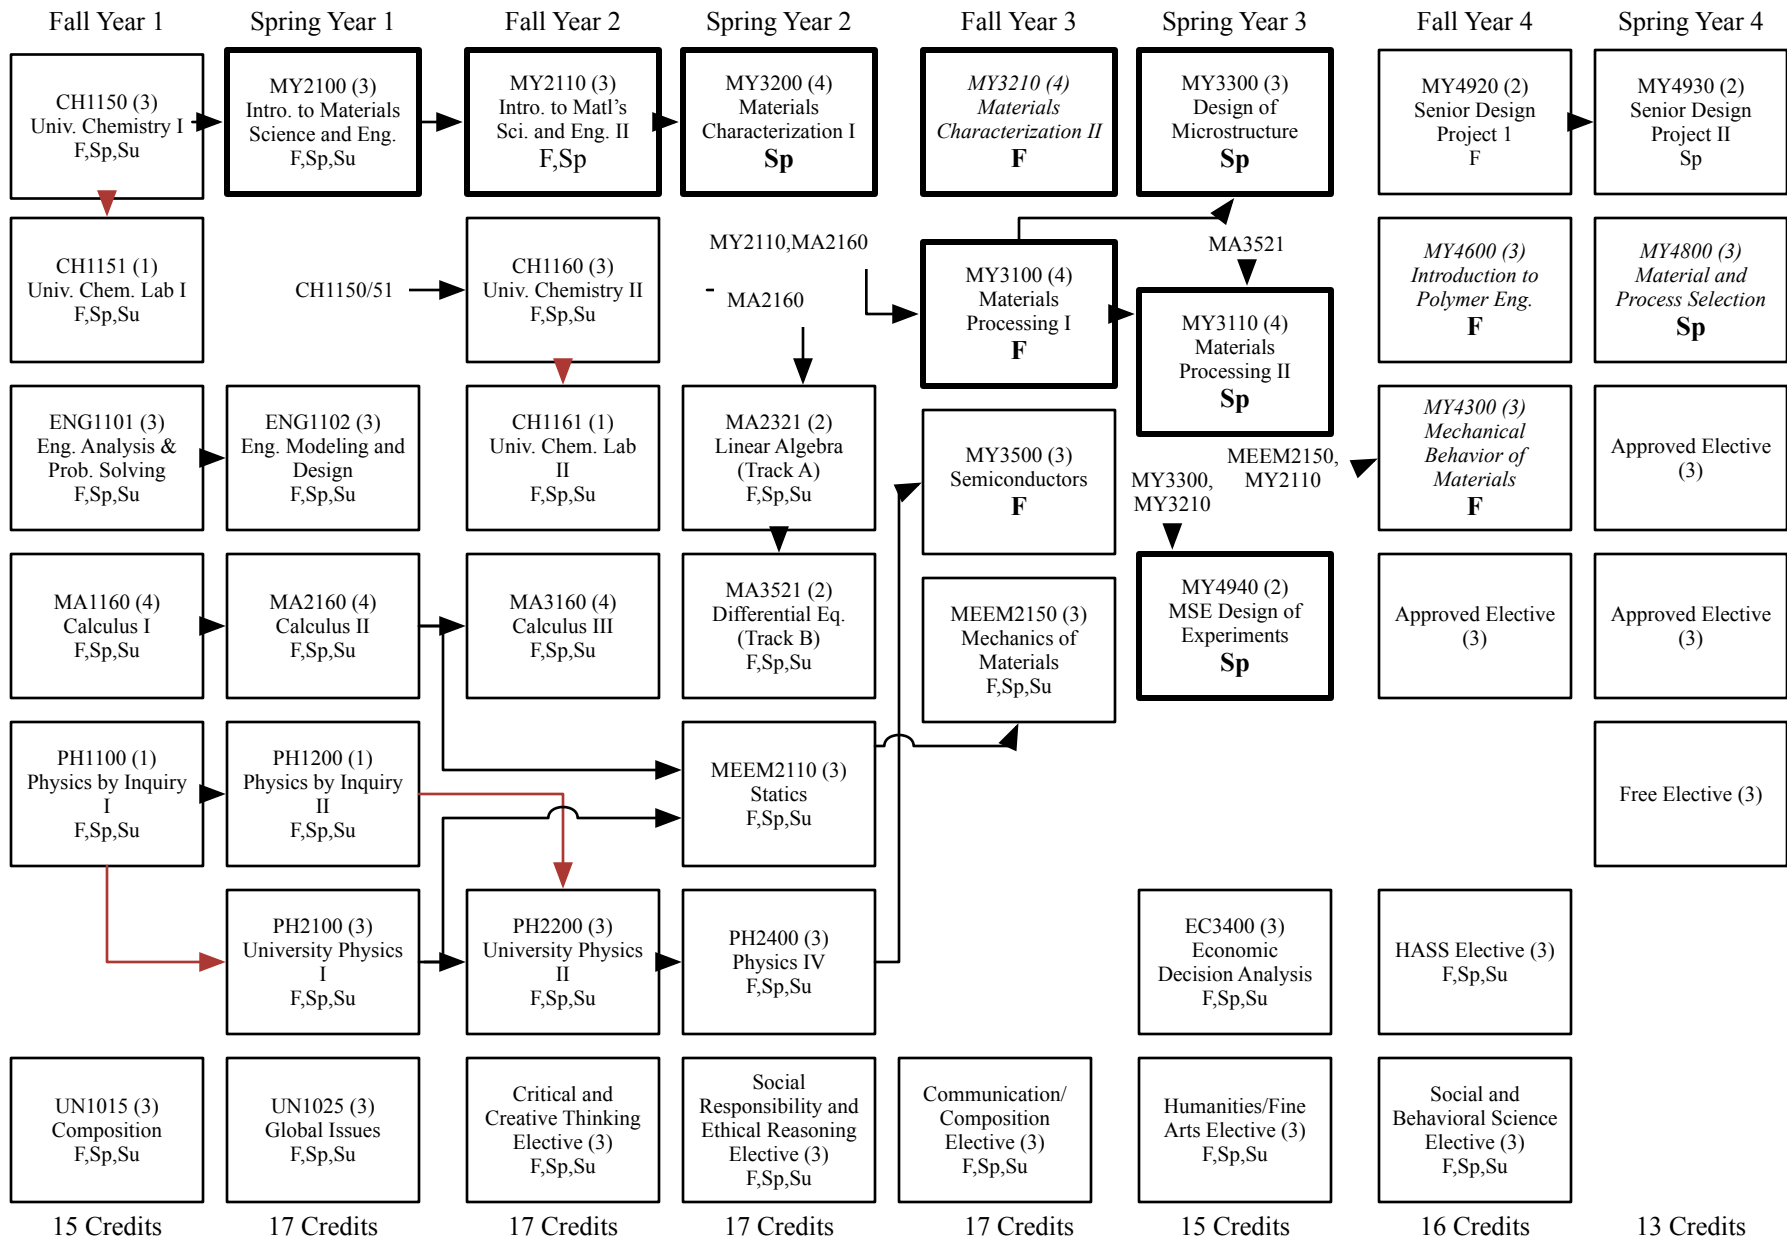 Fall Year 1
Spring Year 1
Fall Year 2
Spring Year 2
Fall Year 3
Spring Year 3
Fall Year 4
Spring Year 4
CH1150 (3)
Univ. Chemistry I
F,Sp,Su
MY2100 (3)
Intro. to Materials
Science and Eng.
F,Sp,Su
MY2110 (3)
Intro. to Matl's
Sci. and Eng. II
F,Sp
MY3200 (4)
Materials
Characterization I
Sp
MY3210 (4)
Materials
Characterization II
F
MY3300 (3)
Design of
Microstructure
Sp
MY4920 (2)
Senior Design
Project 1
F
MY4930 (2)
Senior Design
Project II
Sp
CH1151 (1)
Univ. Chem. Lab I
F,Sp,Su
CH1150/51
CH1160 (3)
Univ. Chemistry II
F,Sp,Su
MY2110,MA2160
MA2160
MY3100 (4)
Materials
Processing I
F
MA3521
MY3110 (4)
Materials
Processing II
Sp
MY4600 (3)
Introduction to
Polymer Eng.
F
MY4800 (3)
Material and
Process Selection
Sp
ENG1101 (3)
Eng. Analysis &
Prob. Solving
F,Sp,Su
ENG1102 (3)
Eng. Modeling and
Design
F,Sp,Su
CH1161 (1)
Univ. Chem. Lab
II
F,Sp,Su
MA2321 (2)
Linear Algebra
(Track A)
F,Sp,Su
MY3500 (3)
Semiconductors
F
MY3300,
MY3210
MEEM2150,
MY2110
MY4300 (3)
Mechanical
Behavior of
Materials
F
Approved Elective
(3)
MA1160 (4)
Calculus I
F,Sp,Su
MA2160 (4)
Calculus II
F,Sp,Su
MA3160 (4)
Calculus III
F,Sp,Su
MA3521 (2)
Differential Eq.
(Track B)
F,Sp,Su
MEEM2150 (3)
Mechanics of
Materials
F,Sp,Su
MY4940 (2)
MSE Design of
Experiments
Sp
Approved Elective
(3)
Approved Elective
(3)
PH1100 (1)
Physics by Inquiry
I
F,Sp,Su
PH1200 (1)
Physics by Inquiry
II
F,Sp,Su
MEEM2110 (3)
Statics
F,Sp,Su
Free Elective (3)
PH2100 (3)
University Physics
I
F,Sp,Su
PH2200 (3)
University Physics
II
F,Sp,Su
PH2400 (3)
Physics IV
F,Sp,Su
EC3400 (3)
Economic
Decision Analysis
F,Sp,Su
HASS Elective (3)
F,Sp,Su
UN1015 (3)
Composition
F,Sp,Su
UN1025 (3)
Global Issues
F,Sp,Su
Critical and
Creative Thinking
Elective (3)
F,Sp,Su
Social
Responsibility and
Ethical Reasoning
Elective (3)
F,Sp,Su
Communication/
Composition
Elective (3)
F,Sp,Su
Humanities/Fine
Arts Elective (3)
F,Sp,Su
Social and
Behavioral Science
Elective (3)
F,Sp,Su
15 Credits
17 Credits
17 Credits
17 Credits
17 Credits
15 Credits
16 Credits
13 Credits